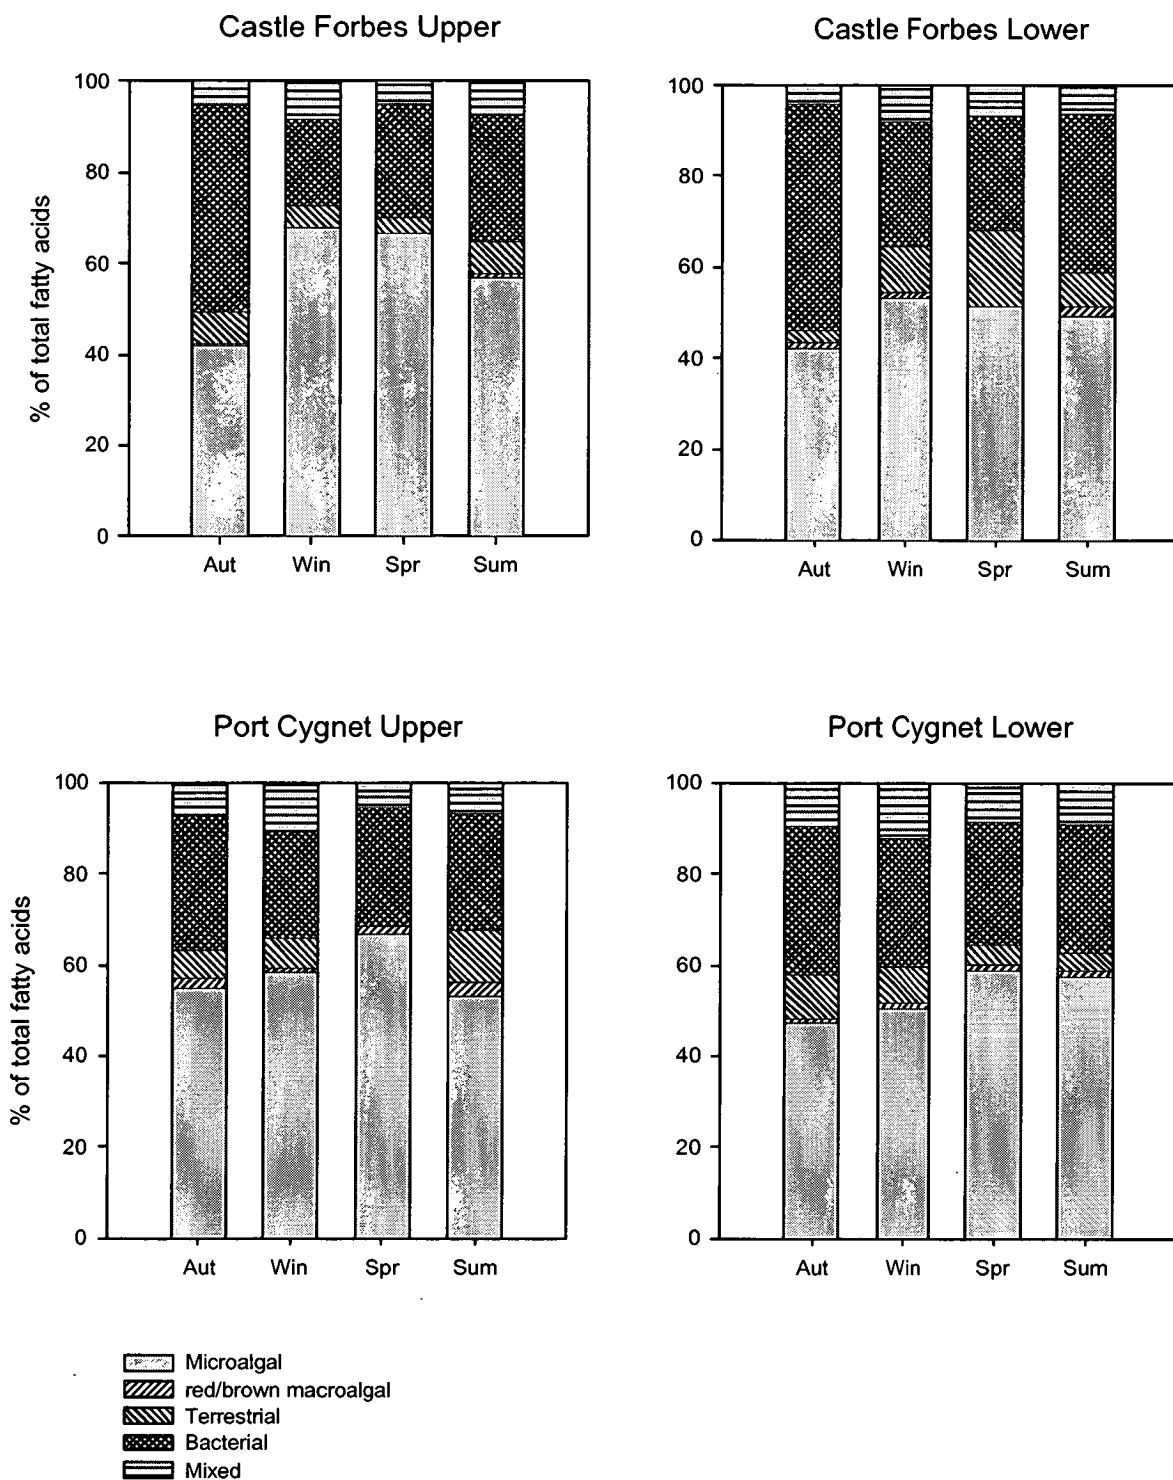 Castle Forbes Upper
Castle Forbes Lower
% of total fatty acids
100
80
60
40
20
0
Aut Win Spr Sum
100
80
60
40
20
0
Aut Win Spr Sum
Port Cygnet Upper
Port Cygnet Lower
% of total fatty acids
100
80
60
40
20
0
Aut Win Spr Sum
100
80
60
40
20
0
Aut Win Spr Sum
Microalgal
red/brown macroalgal
Terrestrial
Bacterial
Mixed